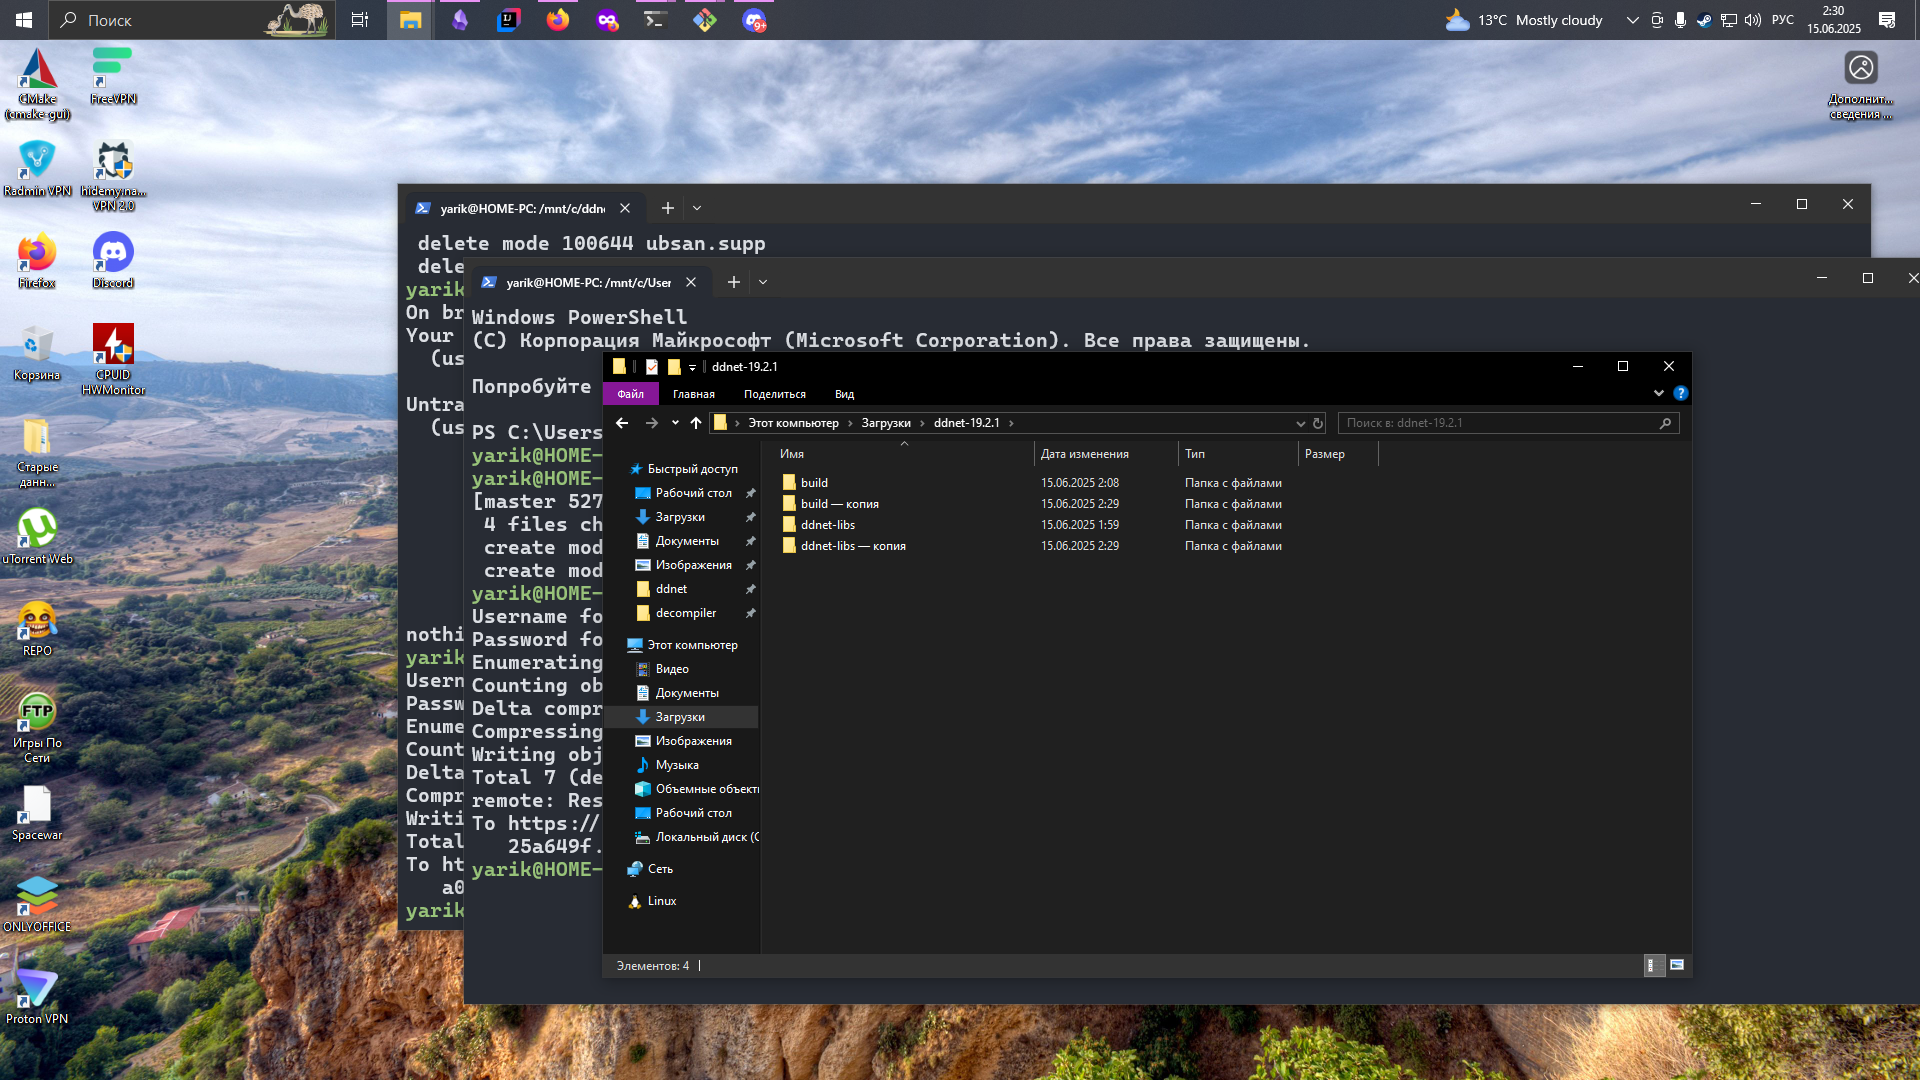 Поиск
9+
13°C Mostly cloudy
РУС
2:30
15.06.2025
CMake
(cmake-gui)
FreeVPN
Radmin VPN
hidemy.na...
VPN 2.0
Firefox
Discord
Корзина
CPUID
HWMonitor
Старые
данн...
uTorrent Web
REPO
FTP
Игры По
Сети
Spacewar
ONLYOFFICE
Proton VPN
Дополнит...
сведения ...
yarik@HOME-PC: /mnt/c/ddn
delete mode 100644 ubsan.supp
dele
yarik
On br
Your
(us
Untra
(us
nothi
yarik
Usern
Passw
Enume
Count
Delta
Compr
Writi
Total
To ht
a0
yarik
yarik@HOME-PC: /mnt/c/User
Windows PowerShell
(C) Корпорация Майкрософт (Microsoft Corporation). Все права защищены.
Попробуйте
PS C:\Users
yarik@HOME-
yarik@HOME-
[master 527
4 files ch
create mod
create mod
yarik@HOME-
Username fo
Password fo
Enumerating
Counting ob
Delta compr
Compressing
Writing obj
Total 7 (de
remote: Res
To https://
25a649f.
yarik@HOME-
ddnet-19.2.1
Файл Главная Поделиться Вид
Этот компьютер Загрузки ddnet-19.2.1
Поиск в: ddnet-19.2.1
Быстрый доступ
Рабочий стол
Загрузки
Документы
Изображения
ddnet
decompiler
Этот компьютер
Видео
Документы
Загрузки
Изображения
Музыка
Объемные объект
Рабочий стол
Локальный диск (C
Сеть
Linux
Имя Дата изменения Тип Размер
build 15.06.2025 2:08 Папка с файлами
build — копия 15.06.2025 2:29 Папка с файлами
ddnet-libs 15.06.2025 1:59 Папка с файлами
ddnet-libs — копия 15.06.2025 2:29 Папка с файлами
Элементов: 4